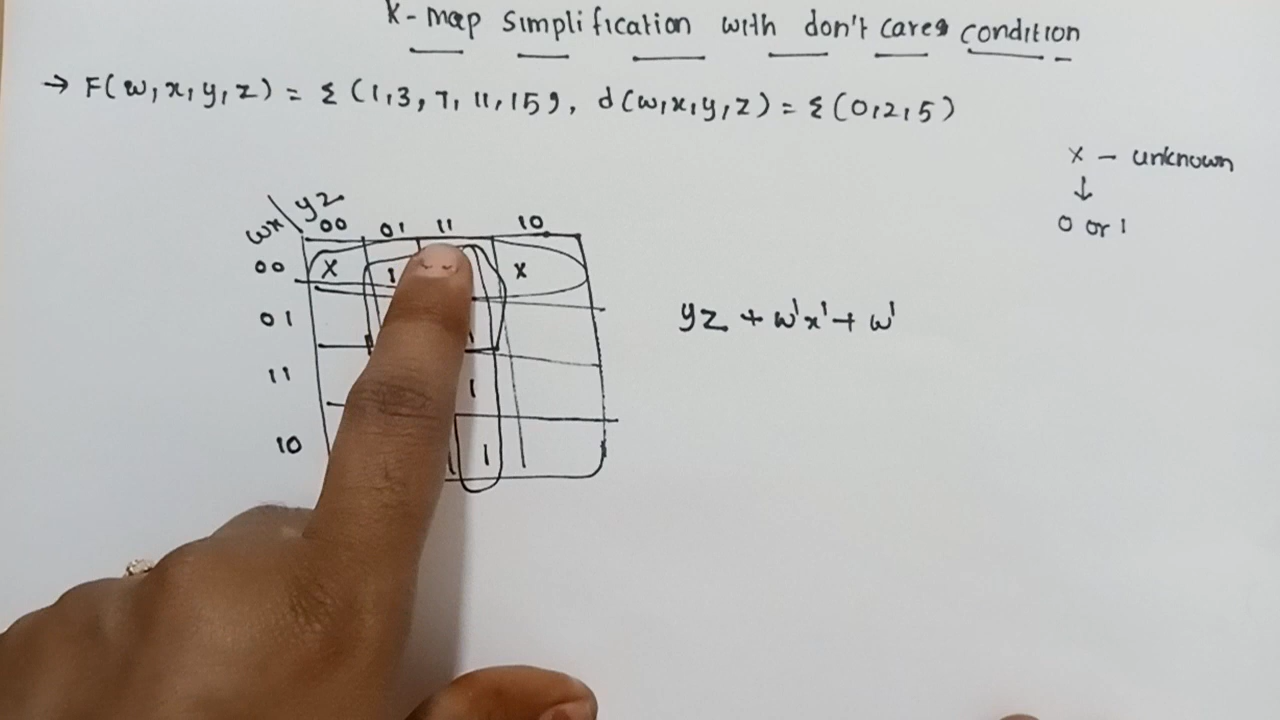 K-map simplification with don't cares condition
→ F(w,x,y,z) = Σ(1,3,7,11,15), d(w,x,y,z) = Σ(0,2,5)
x - unknown
↓
0 or 1
wx\yz 00 01 11 10
00 x 1 x
01 1
11 1
10 1
yz + w'x' + w'